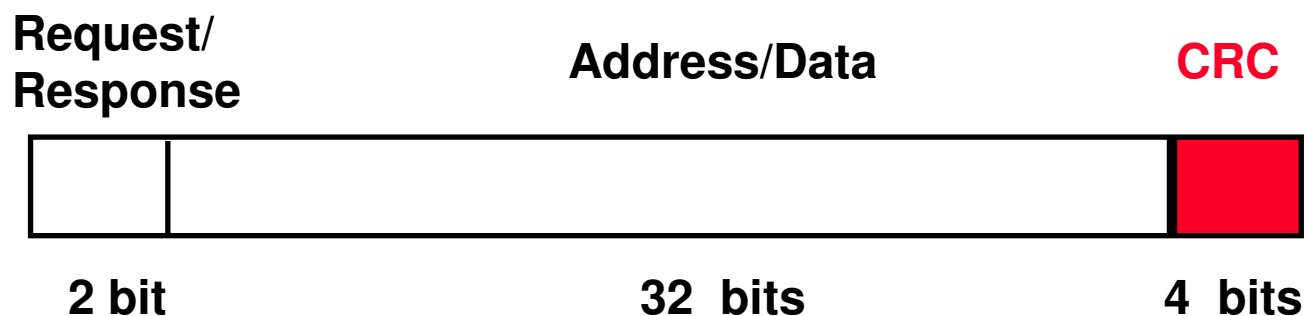 Request/
Response
Address/Data
CRC
2 bit
32 bits
4 bits